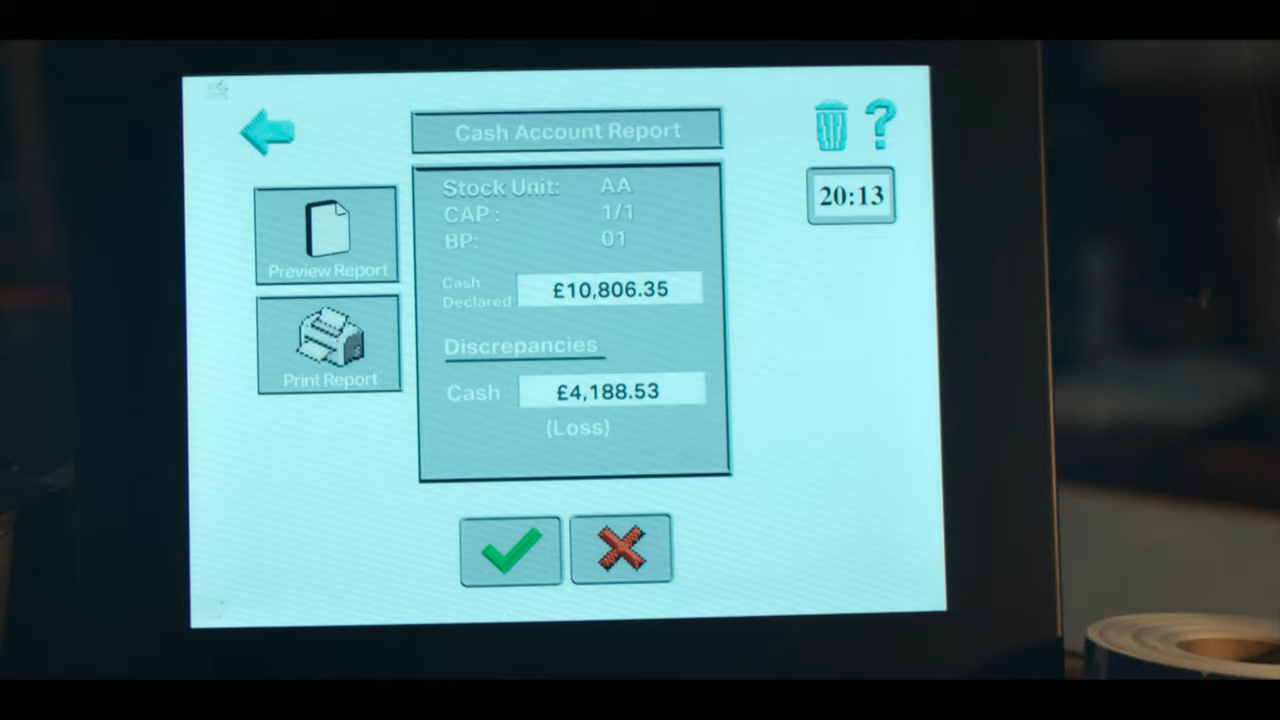 Cash Account Report
?
Stock Unit: AA
CAP : 1/1
BP: 01
20:13
Preview Report
Cash
Declared £10,806.35
Discrepancies
Print Report
Cash £4,188.53
(Loss)